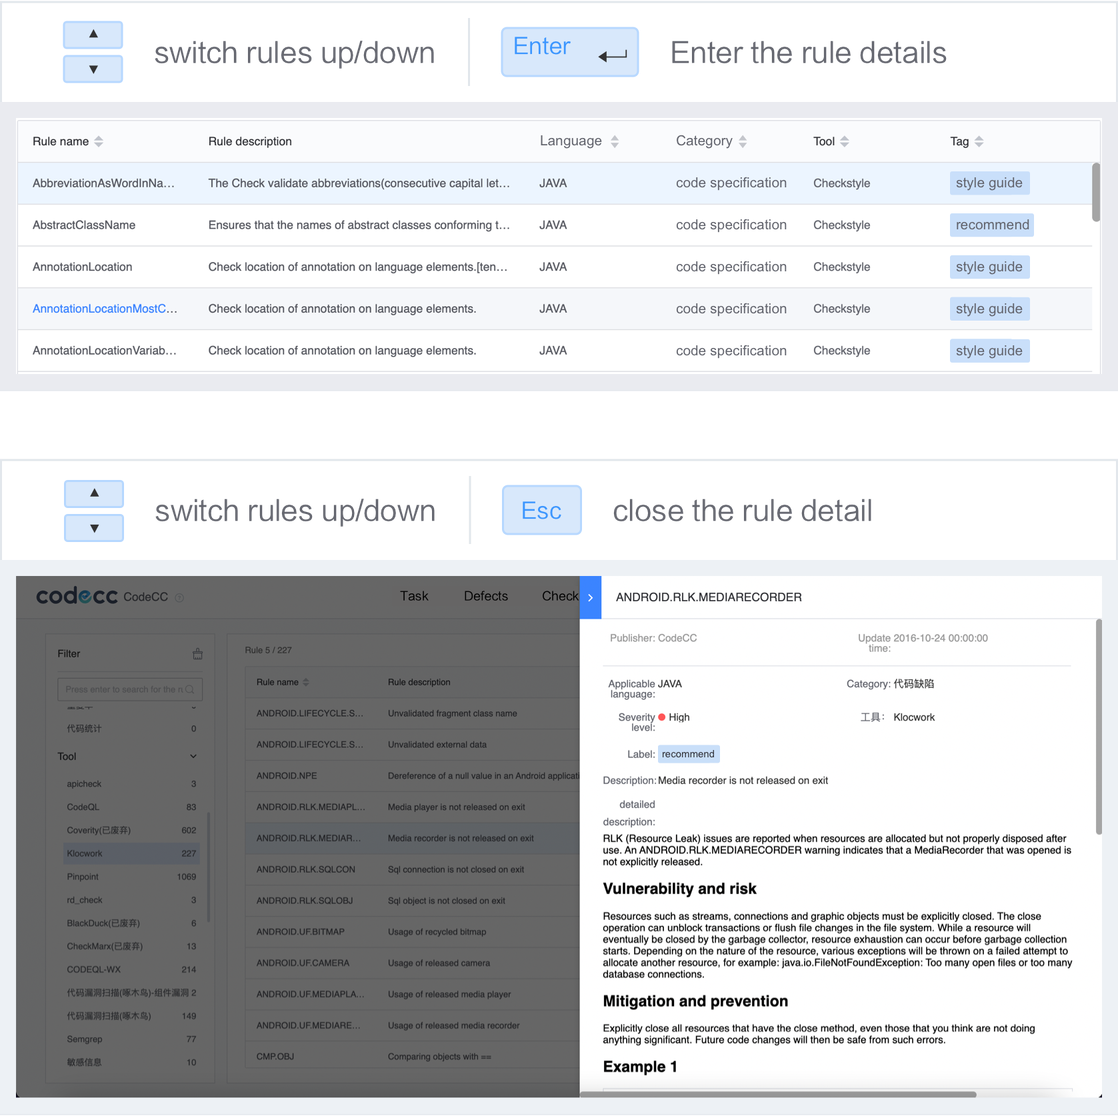 ▲
▼
switch rules up/down
Enter
Enter the rule details
Rule name Rule description Language Category Tool Tag
AbbreviationAsWordInNa... The Check validate abbreviations(consecutive capital let... JAVA code specification Checkstyle style guide
AbstractClassName Ensures that the names of abstract classes conforming t... JAVA code specification Checkstyle recommend
AnnotationLocation Check location of annotation on language elements.[ten... JAVA code specification Checkstyle style guide
AnnotationLocationMostC... Check location of annotation on language elements. JAVA code specification Checkstyle style guide
AnnotationLocationVariab... Check location of annotation on language elements. JAVA code specification Checkstyle style guide
▲
▼
switch rules up/down
Esc
close the rule detail
codecc CodeCC Task Defects Check
Filter
Press enter to search for the n
代码统计 0
Tool
apicheck 3
CodeQL 83
Coverity(已废弃) 602
Klocwork 227
Pinpoint 1069
rd_check 3
BlackDuck(已废弃) 6
CheckMarx(已废弃) 13
CODEQL-WX 214
代码漏洞扫描(啄木鸟)-组件漏洞 2
代码漏洞扫描(啄木鸟) 149
Semgrep 77
敏感信息 10
Rule 5 / 227
Rule name Rule description
ANDROID.LIFECYCLE.S... Unvalidated fragment class name
ANDROID.LIFECYCLE.S... Unvalidated external data
ANDROID.NPE Dereference of a null value in an Android applicati
ANDROID.RLK.MEDIAPL... Media player is not released on exit
ANDROID.RLK.MEDIAR... Media recorder is not released on exit
ANDROID.RLK.SQLCON Sql connection is not closed on exit
ANDROID.RLK.SQLOBJ Sql object is not closed on exit
ANDROID.UF.BITMAP Usage of recycled bitmap
ANDROID.UF.CAMERA Usage of released camera
ANDROID.UF.MEDIAPLA... Usage of released media player
ANDROID.UF.MEDIARE... Usage of released media recorder
CMP.OBJ Comparing objects with ==
ANDROID.RLK.MEDIARECORDER
Publisher: CodeCC
Update time: 2016-10-24 00:00:00
Applicable language: JAVA
Category: 代码缺陷
Severity level: High
工具： Klocwork
Label: recommend
Description: Media recorder is not released on exit
detailed
description:
RLK (Resource Leak) issues are reported when resources are allocated but not properly disposed after
use. An ANDROID.RLK.MEDIARECORDER warning indicates that a MediaRecorder that was opened is
not explicitly released.
Vulnerability and risk
Resources such as streams, connections and graphic objects must be explicitly closed. The close
operation can unblock transactions or flush file changes in the file system. While a resource will
eventually be closed by the garbage collector, resource exhaustion can occur before garbage collection
starts. Depending on the nature of the resource, various exceptions will be thrown on a failed attempt to
allocate another resource, for example: java.io.FileNotFoundException: Too many open files or too many
database connections.
Mitigation and prevention
Explicitly close all resources that have the close method, even those that you think are not doing
anything significant. Future code changes will then be safe from such errors.
Example 1